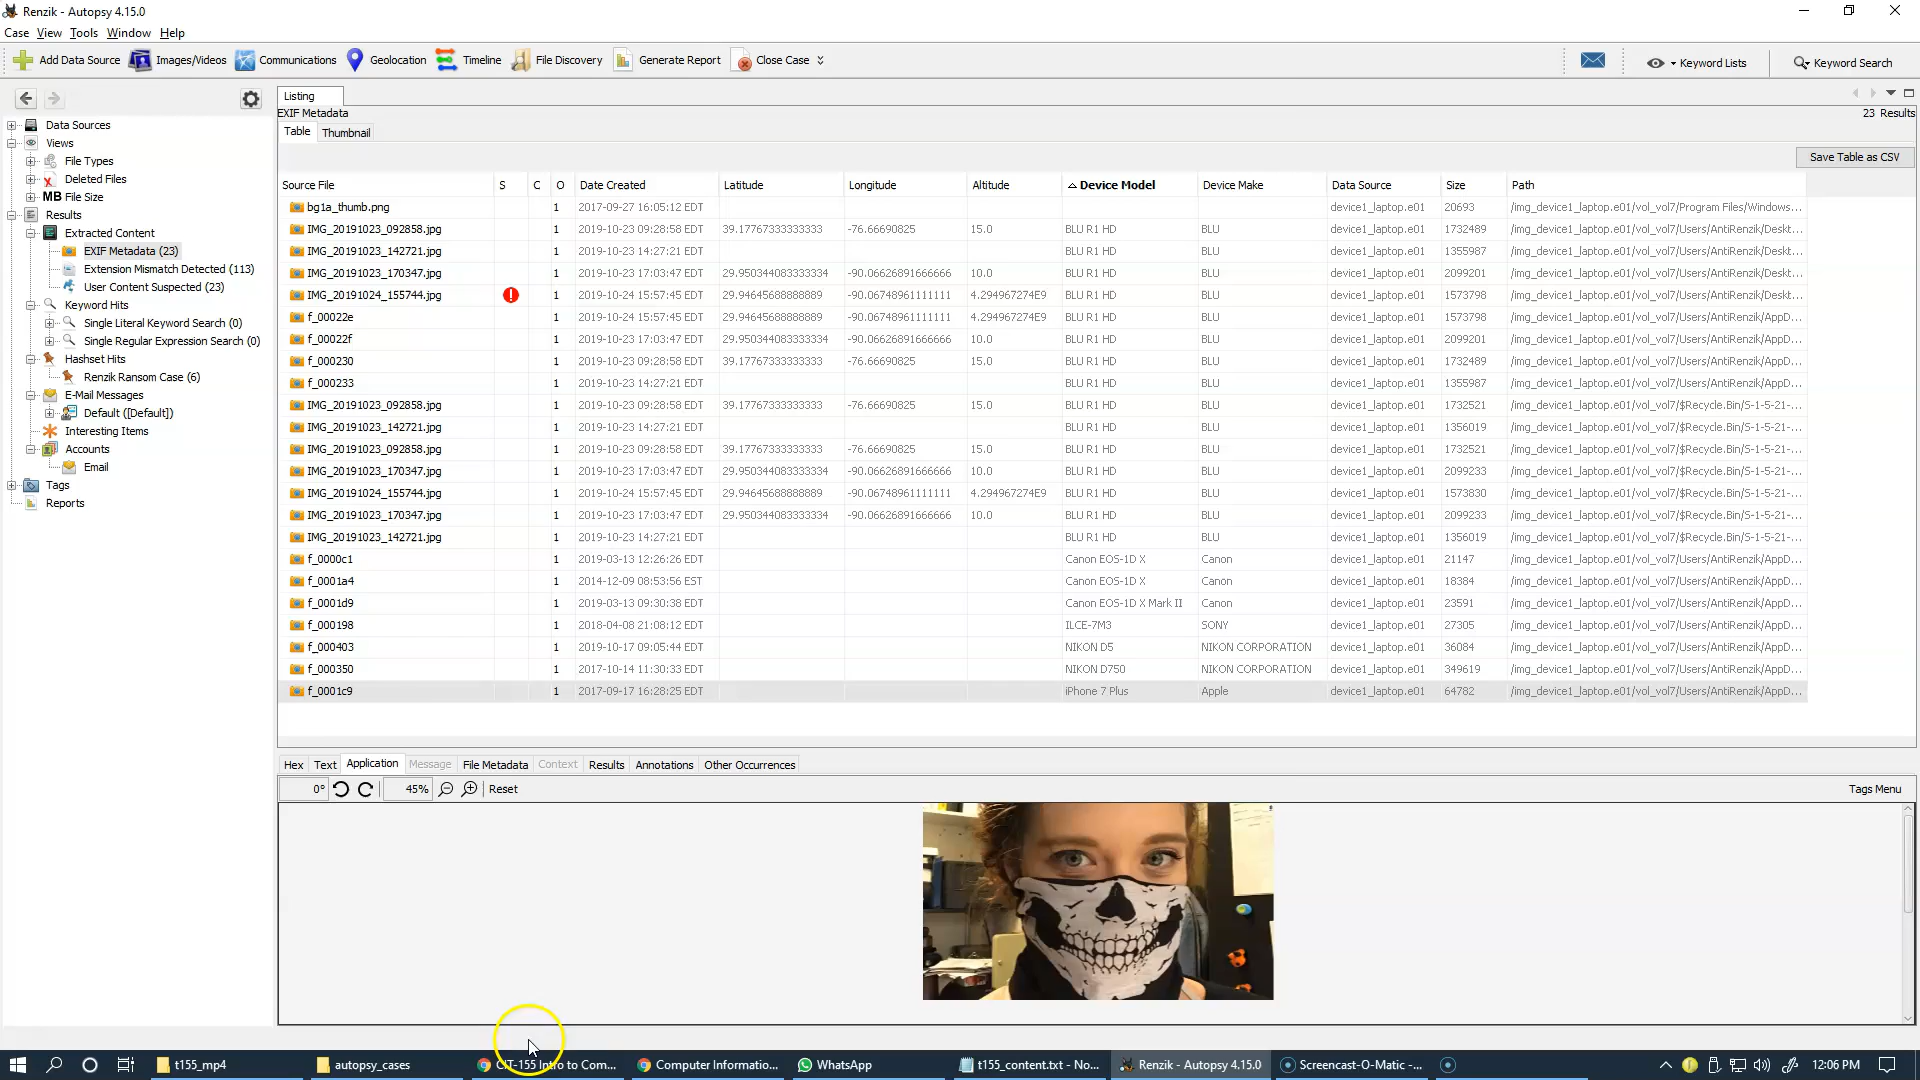 Renzik - Autopsy 4.15.0
Case View Tools Window Help
Add Data Source Images/Videos Communications Geolocation Timeline File Discovery Generate Report Close Case Keyword Lists Keyword Search
Listing
EXIF Metadata 23 Results
Table Thumbnail
Save Table as CSV
Data Sources
Views
File Types
Deleted Files
MB File Size
Results
Extracted Content
EXIF Metadata (23)
Extension Mismatch Detected (113)
User Content Suspected (23)
Keyword Hits
Single Literal Keyword Search (0)
Single Regular Expression Search (0)
Hashset Hits
Renzik Ransom Case (6)
E-Mail Messages
Default ([Default])
Interesting Items
Accounts
Email
Tags
Reports
Source File S C O Date Created Latitude Longitude Altitude Device Model Device Make Data Source Size Path
bg1a_thumb.png 1 2017-09-27 16:05:12 EDT device1_laptop.e01 20693 /img_device1_laptop.e01/vol_vol7/Program Files/Windows...
IMG_20191023_092858.jpg 1 2019-10-23 09:28:58 EDT 39.17767333333333 -76.66690825 15.0 BLU R1 HD BLU device1_laptop.e01 1732489 /img_device1_laptop.e01/vol_vol7/Users/AntiRenzik/Deskt...
IMG_20191023_142721.jpg 1 2019-10-23 14:27:21 EDT BLU R1 HD BLU device1_laptop.e01 1355987 /img_device1_laptop.e01/vol_vol7/Users/AntiRenzik/Deskt...
IMG_20191023_170347.jpg 1 2019-10-23 17:03:47 EDT 29.950344083333334 -90.06626891666666 10.0 BLU R1 HD BLU device1_laptop.e01 2099201 /img_device1_laptop.e01/vol_vol7/Users/AntiRenzik/Deskt...
IMG_20191024_155744.jpg 1 2019-10-24 15:57:45 EDT 29.94645688888889 -90.06748961111111 4.294967274E9 BLU R1 HD BLU device1_laptop.e01 1573798 /img_device1_laptop.e01/vol_vol7/Users/AntiRenzik/Deskt...
f_00022e 1 2019-10-24 15:57:45 EDT 29.94645688888889 -90.06748961111111 4.294967274E9 BLU R1 HD BLU device1_laptop.e01 1573798 /img_device1_laptop.e01/vol_vol7/Users/AntiRenzik/AppD...
f_00022f 1 2019-10-23 17:03:47 EDT 29.950344083333334 -90.06626891666666 10.0 BLU R1 HD BLU device1_laptop.e01 2099201 /img_device1_laptop.e01/vol_vol7/Users/AntiRenzik/AppD...
f_000230 1 2019-10-23 09:28:58 EDT 39.17767333333333 -76.66690825 15.0 BLU R1 HD BLU device1_laptop.e01 1732489 /img_device1_laptop.e01/vol_vol7/Users/AntiRenzik/AppD...
f_000233 1 2019-10-23 14:27:21 EDT BLU R1 HD BLU device1_laptop.e01 1355987 /img_device1_laptop.e01/vol_vol7/Users/AntiRenzik/AppD...
IMG_20191023_092858.jpg 1 2019-10-23 09:28:58 EDT 39.17767333333333 -76.66690825 15.0 BLU R1 HD BLU device1_laptop.e01 1732521 /img_device1_laptop.e01/vol_vol7/$Recycle.Bin/S-1-5-21-...
IMG_20191023_142721.jpg 1 2019-10-23 14:27:21 EDT BLU R1 HD BLU device1_laptop.e01 1356019 /img_device1_laptop.e01/vol_vol7/$Recycle.Bin/S-1-5-21-...
IMG_20191023_092858.jpg 1 2019-10-23 09:28:58 EDT 39.17767333333333 -76.66690825 15.0 BLU R1 HD BLU device1_laptop.e01 1732521 /img_device1_laptop.e01/vol_vol7/$Recycle.Bin/S-1-5-21-...
IMG_20191023_170347.jpg 1 2019-10-23 17:03:47 EDT 29.950344083333334 -90.06626891666666 10.0 BLU R1 HD BLU device1_laptop.e01 2099233 /img_device1_laptop.e01/vol_vol7/$Recycle.Bin/S-1-5-21-...
IMG_20191024_155744.jpg 1 2019-10-24 15:57:45 EDT 29.94645688888889 -90.06748961111111 4.294967274E9 BLU R1 HD BLU device1_laptop.e01 1573830 /img_device1_laptop.e01/vol_vol7/$Recycle.Bin/S-1-5-21-...
IMG_20191023_170347.jpg 1 2019-10-23 17:03:47 EDT 29.950344083333334 -90.06626891666666 10.0 BLU R1 HD BLU device1_laptop.e01 2099233 /img_device1_laptop.e01/vol_vol7/$Recycle.Bin/S-1-5-21-...
IMG_20191023_142721.jpg 1 2019-10-23 14:27:21 EDT BLU R1 HD BLU device1_laptop.e01 1356019 /img_device1_laptop.e01/vol_vol7/$Recycle.Bin/S-1-5-21-...
f_0000c1 1 2019-03-13 12:26:26 EDT Canon EOS-1D X Canon device1_laptop.e01 21147 /img_device1_laptop.e01/vol_vol7/Users/AntiRenzik/AppD...
f_0001a4 1 2014-12-09 08:53:56 EST Canon EOS-1D X Canon device1_laptop.e01 18384 /img_device1_laptop.e01/vol_vol7/Users/AntiRenzik/AppD...
f_0001d9 1 2019-03-13 09:30:38 EDT Canon EOS-1D X Mark II Canon device1_laptop.e01 23591 /img_device1_laptop.e01/vol_vol7/Users/AntiRenzik/AppD...
f_000198 1 2018-04-08 21:08:12 EDT ILCE-7M3 SONY device1_laptop.e01 27305 /img_device1_laptop.e01/vol_vol7/Users/AntiRenzik/AppD...
f_000403 1 2019-10-17 09:05:44 EDT NIKON D5 NIKON CORPORATION device1_laptop.e01 36084 /img_device1_laptop.e01/vol_vol7/Users/AntiRenzik/AppD...
f_000350 1 2017-10-14 11:30:33 EDT NIKON D750 NIKON CORPORATION device1_laptop.e01 349619 /img_device1_laptop.e01/vol_vol7/Users/AntiRenzik/AppD...
f_0001c9 1 2017-09-17 16:28:25 EDT iPhone 7 Plus Apple device1_laptop.e01 64782 /img_device1_laptop.e01/vol_vol7/Users/AntiRenzik/AppD...
Hex Text Application Message File Metadata Context Results Annotations Other Occurrences
0° 45% Reset Tags Menu
t155_mp4 autopsy_cases CIT-155 Intro to Com... Computer Informatio... WhatsApp t155_content.txt - No... Renzik - Autopsy 4.15.0 Screencast-O-Matic -... 12:06 PM